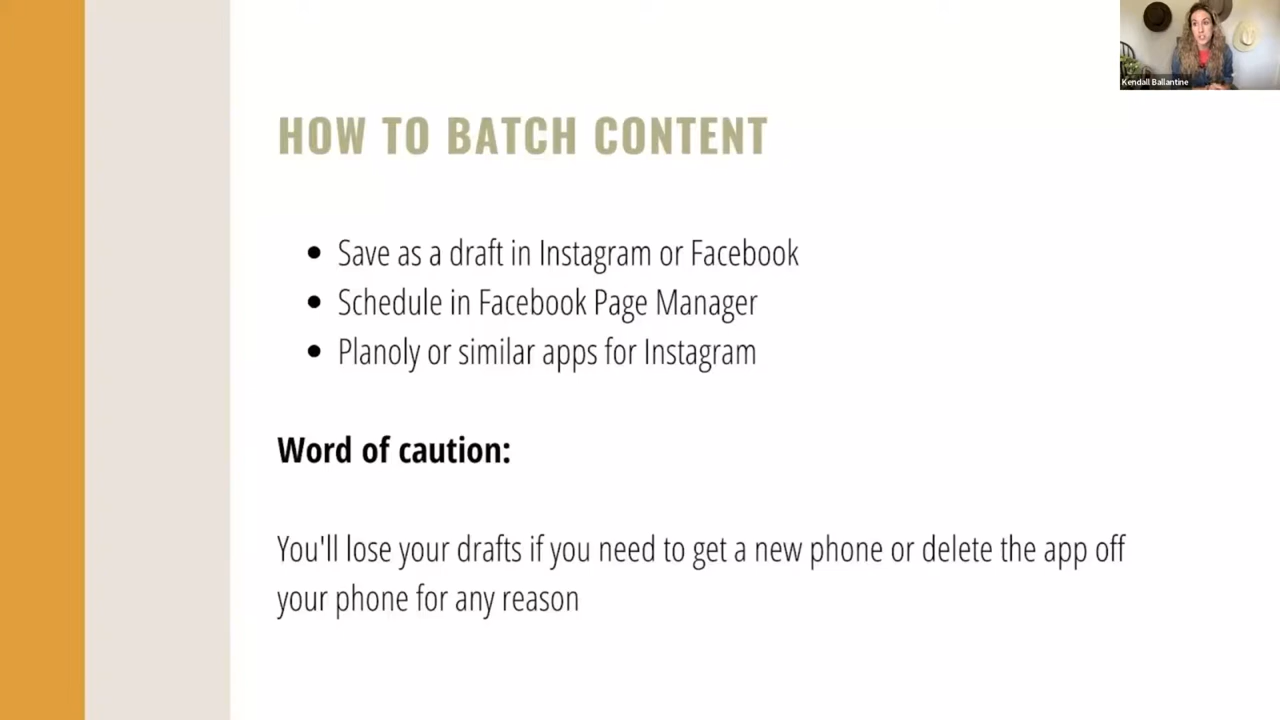 HOW TO BATCH CONTENT
Save as a draft in Instagram or Facebook
Schedule in Facebook Page Manager
Planoly or similar apps for Instagram
Word of caution:
You'll lose your drafts if you need to get a new phone or delete the app off
your phone for any reason
Kendall Ballantine